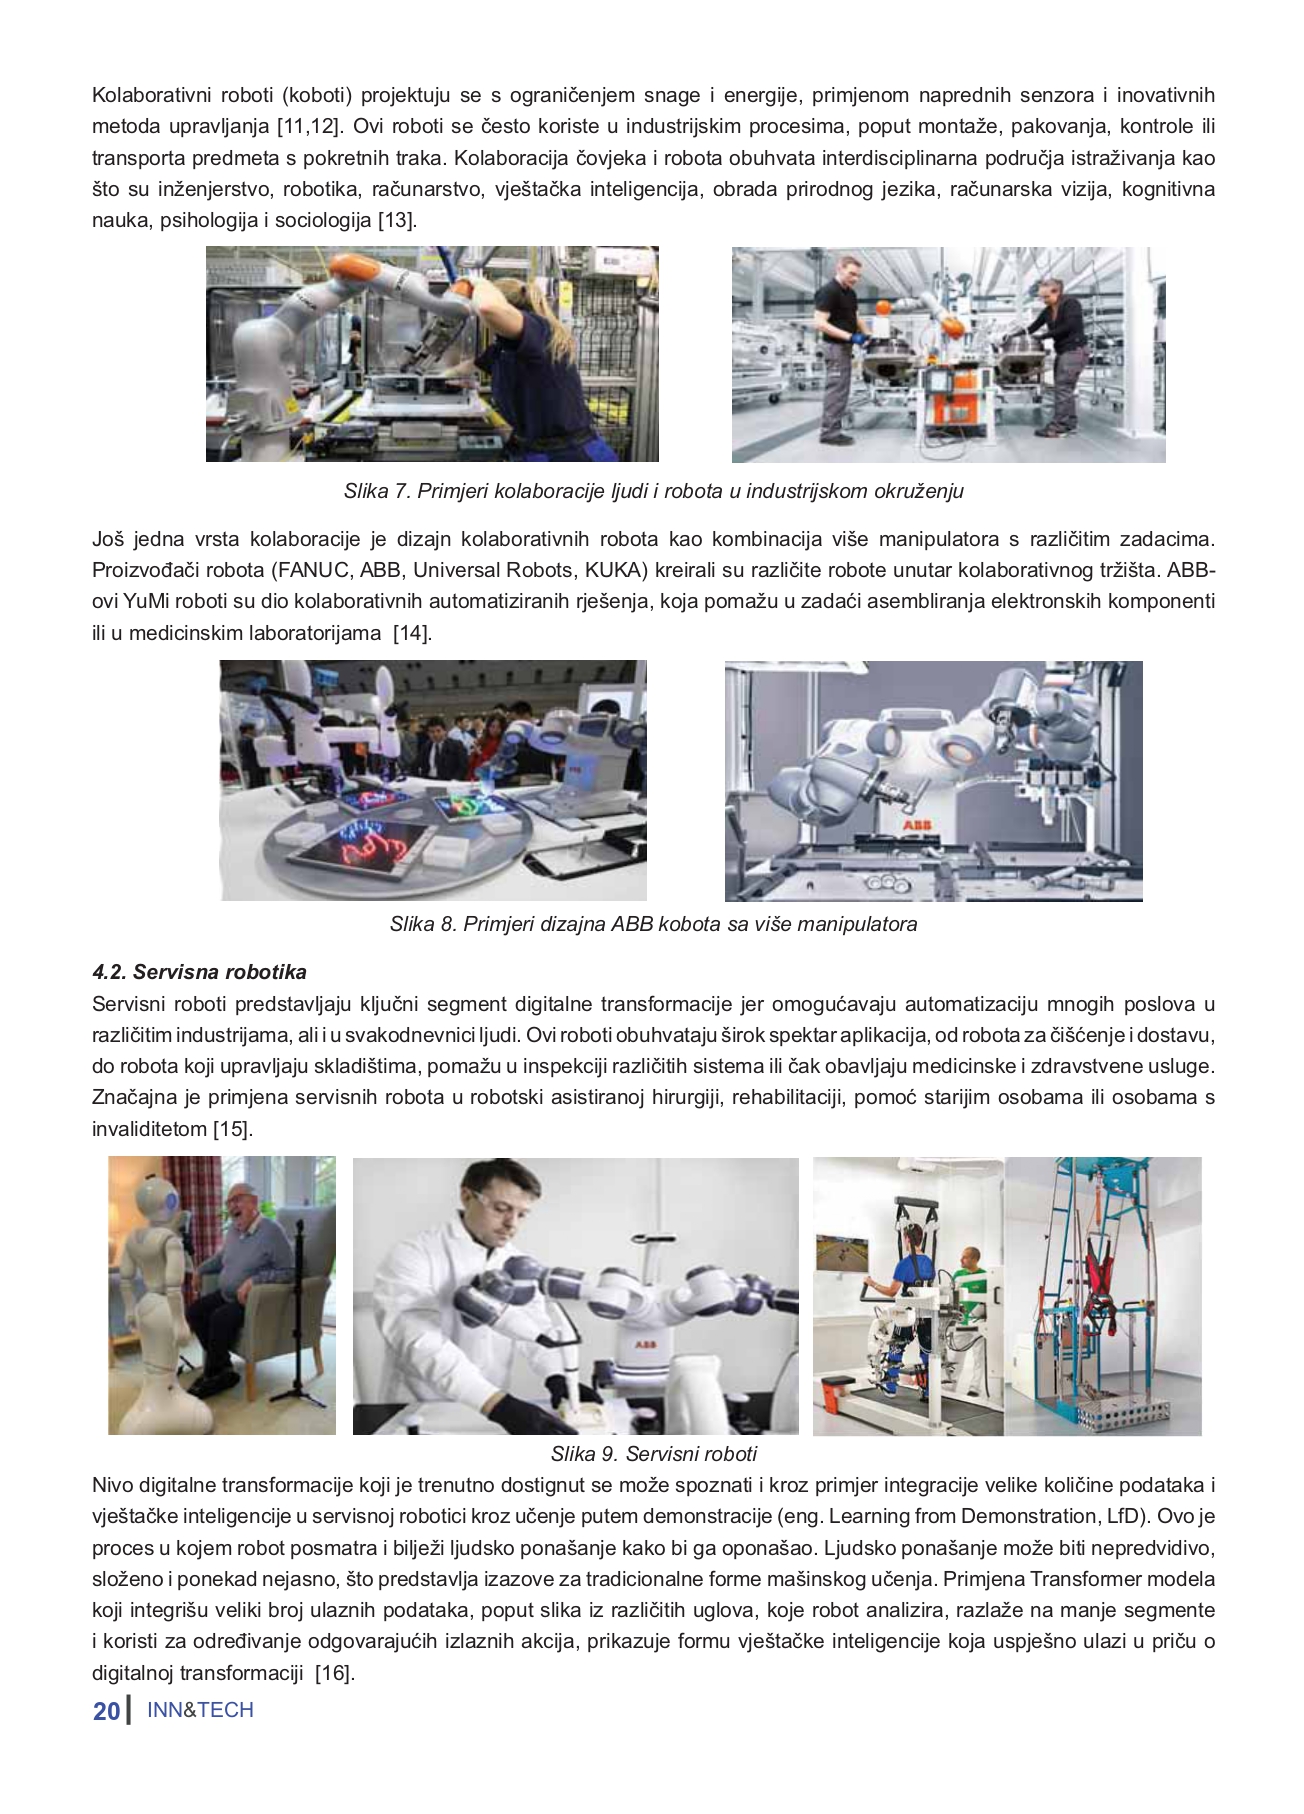 Kolaborativni roboti (koboti) projektuju se s ograničenjem snage i energije, primjenom naprednih senzora i inovativnih
metoda upravljanja [11,12]. Ovi roboti se često koriste u industrijskim procesima, poput montaže, pakovanja, kontrole ili
transporta predmeta s pokretnih traka. Kolaboracija čovjeka i robota obuhvata interdisciplinarna područja istraživanja kao
što su inženjerstvo, robotika, računarstvo, vještačka inteligencija, obrada prirodnog jezika, računarska vizija, kognitivna
nauka, psihologija i sociologija [13].
Slika 7. Primjeri kolaboracije ljudi i robota u industrijskom okruženju
Još jedna vrsta kolaboracije je dizajn kolaborativnih robota kao kombinacija više manipulatora s različitim zadacima.
Proizvođači robota (FANUC, ABB, Universal Robots, KUKA) kreirali su različite robote unutar kolaborativnog tržišta. ABB-
ovi YuMi roboti su dio kolaborativnih automatiziranih rješenja, koja pomažu u zadaći asembliranja elektronskih komponenti
ili u medicinskim laboratorijama [14].
ABB
ABB
Slika 8. Primjeri dizajna ABB kobota sa više manipulatora
4.2. Servisna robotika
Servisni roboti predstavljaju ključni segment digitalne transformacije jer omogućavaju automatizaciju mnogih poslova u
različitim industrijama, ali i u svakodnevnici ljudi. Ovi roboti obuhvataju širok spektar aplikacija, od robota za čišćenje i dostavu,
do robota koji upravljaju skladištima, pomažu u inspekciji različitih sistema ili čak obavljaju medicinske i zdravstvene usluge.
Značajna je primjena servisnih robota u robotski asistiranoj hirurgiji, rehabilitaciji, pomoć starijim osobama ili osobama s
invaliditetom [15].
ABB
Slika 9. Servisni roboti
Nivo digitalne transformacije koji je trenutno dostignut se može spoznati i kroz primjer integracije velike količine podataka i
vještačke inteligencije u servisnoj robotici kroz učenje putem demonstracije (eng. Learning from Demonstration, LfD). Ovo je
proces u kojem robot posmatra i bilježi ljudsko ponašanje kako bi ga oponašao. Ljudsko ponašanje može biti nepredvidivo,
složeno i ponekad nejasno, što predstavlja izazove za tradicionalne forme mašinskog učenja. Primjena Transformer modela
koji integrišu veliki broj ulaznih podataka, poput slika iz različitih uglova, koje robot analizira, razlaže na manje segmente
i koristi za određivanje odgovarajućih izlaznih akcija, prikazuje formu vještačke inteligencije koja uspješno ulazi u priču o
digitalnoj transformaciji [16].
20 INN&TECH